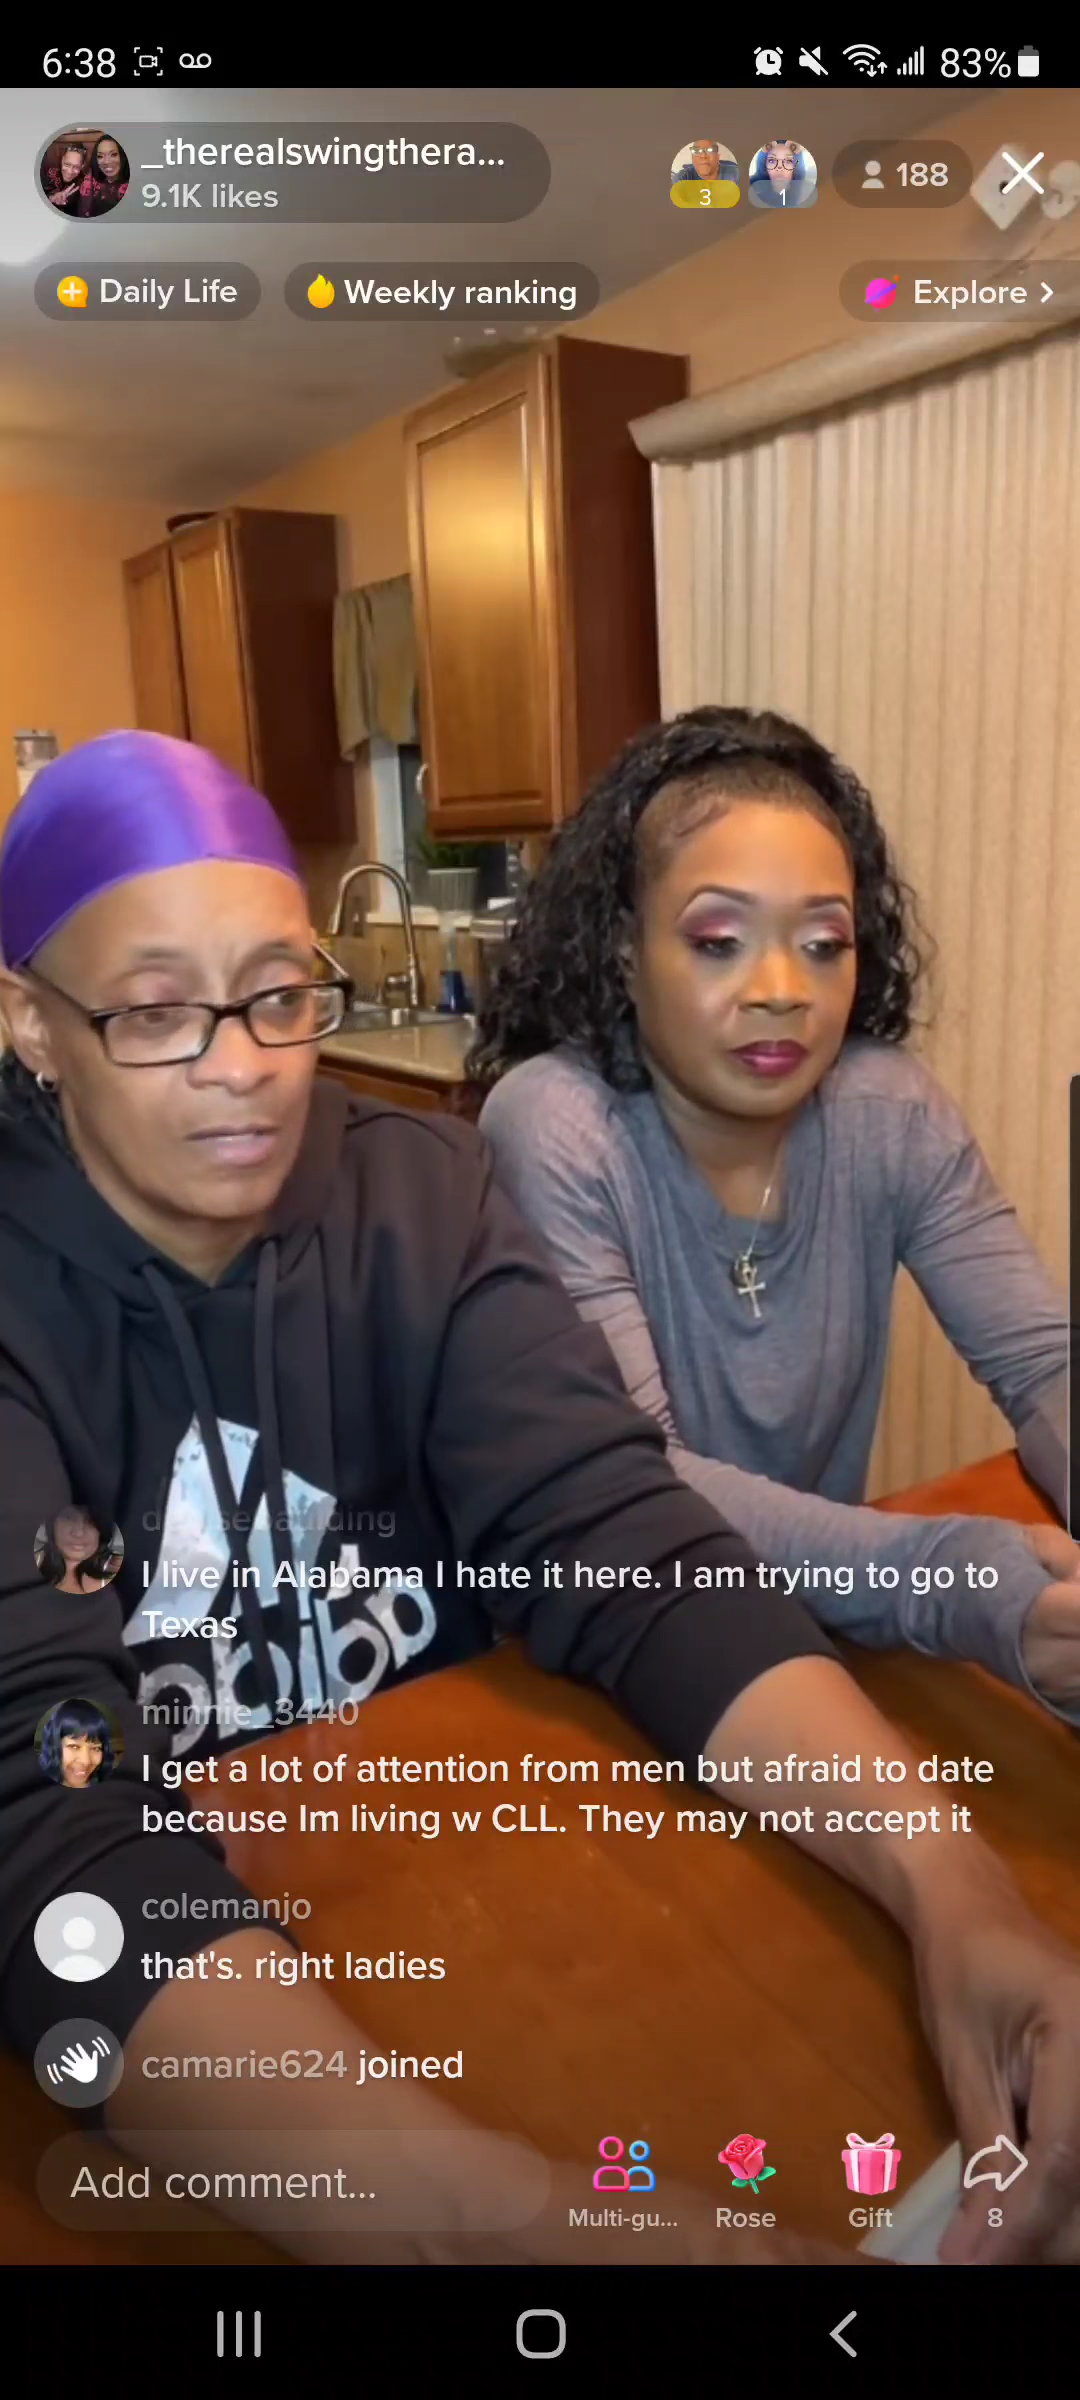 6:38
83%
_therealswingthera...
9.1K likes
3
1
188
Daily Life
Weekly ranking
Explore >
I live in Alabama I hate it here. I am trying to go to
Texas
minnie_3440
I get a lot of attention from men but afraid to date
because Im living w CLL. They may not accept it
colemanjo
that's. right ladies
camarie624 joined
Add comment...
Multi-gu...
Rose
Gift
8
adidas